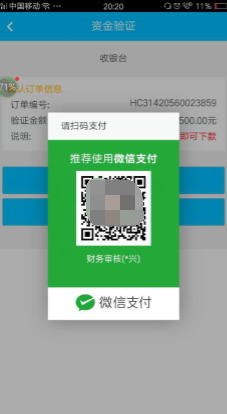 中国移动 20:20 11%
资金验证
收银台
71%
认订单信息
订单编号: HC31420560023859
验证金额 500.00元
说明: 即可下款
请扫码支付
推荐使用微信支付
财务审核(*兴)
微信支付